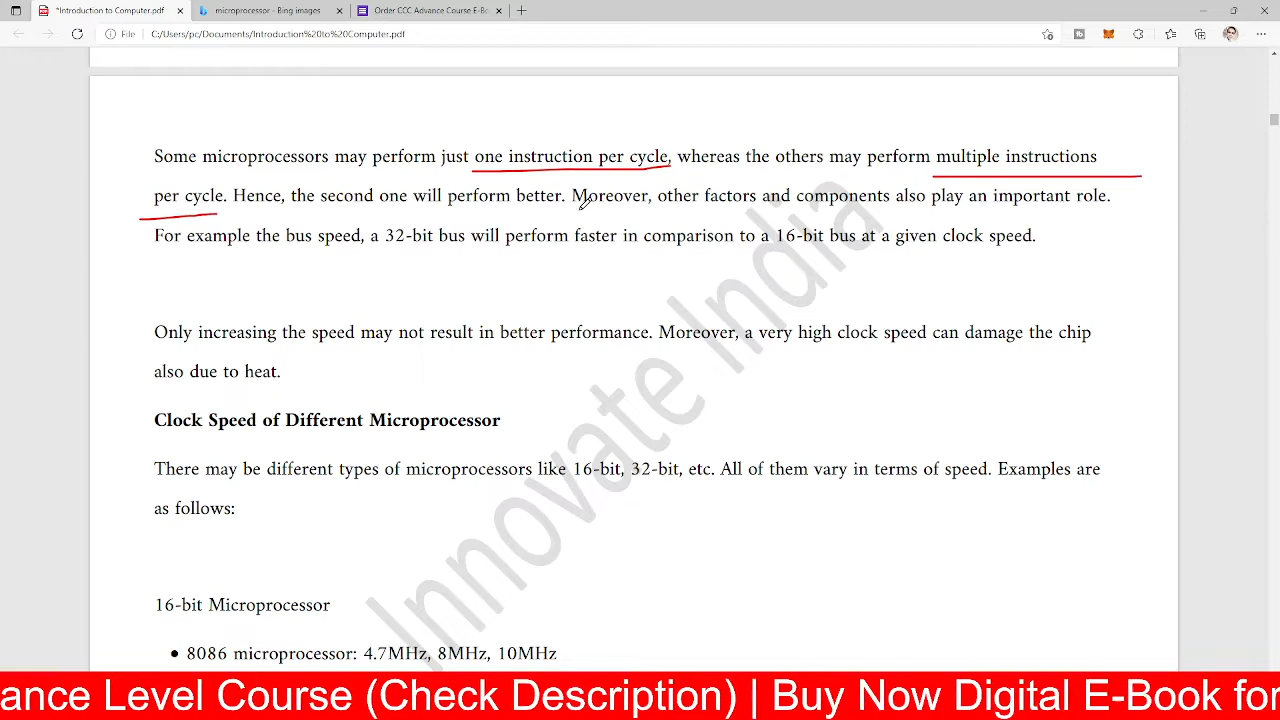 *Introduction to Computer.pdf
microprocessor - Bing images
Order CCC Advance Course E-Bo
File
C:/Users/pc/Documents/Introduction%20to%20Computer.pdf
Some microprocessors may perform just one instruction per cycle, whereas the others may perform multiple instructions
per cycle. Hence, the second one will perform better. Moreover, other factors and components also play an important role.
For example the bus speed, a 32-bit bus will perform faster in comparison to a 16-bit bus at a given clock speed.
Only increasing the speed may not result in better performance. Moreover, a very high clock speed can damage the chip
also due to heat.
Clock Speed of Different Microprocessor
There may be different types of microprocessors like 16-bit, 32-bit, etc. All of them vary in terms of speed. Examples are
as follows:
Innovate India
16-bit Microprocessor
• 8086 microprocessor: 4.7MHz, 8MHz, 10MHz
ance Level Course (Check Description) | Buy Now Digital E-Book for